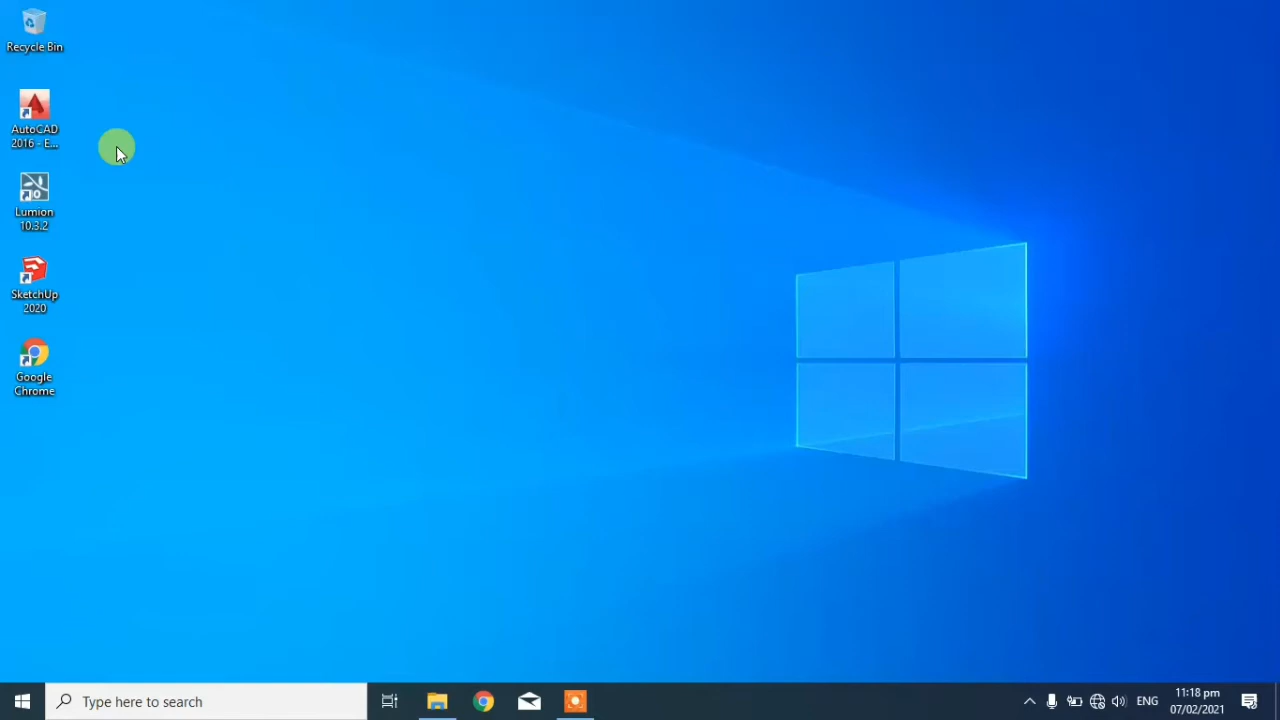 Recycle Bin
AutoCAD
2016 - E...
Lumion
10.3.2
SketchUp
2020
Google
Chrome
Type here to search
ENG
11:18 pm
07/02/2021